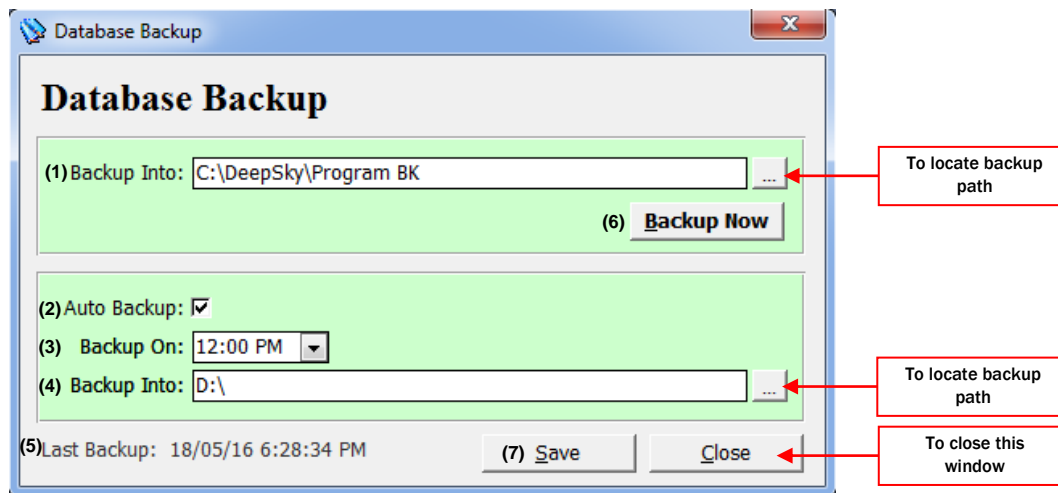 Database Backup
X
Database Backup
(1) Backup Into: C:\DeepSky\Program BK ...
To locate backup
path
(6) Backup Now
(2) Auto Backup:
(3) Backup On: 12:00 PM
(4) Backup Into: D:\ ...
To locate backup
path
(5) Last Backup: 18/05/16 6:28:34 PM
(7) Save
Close
To close this
window